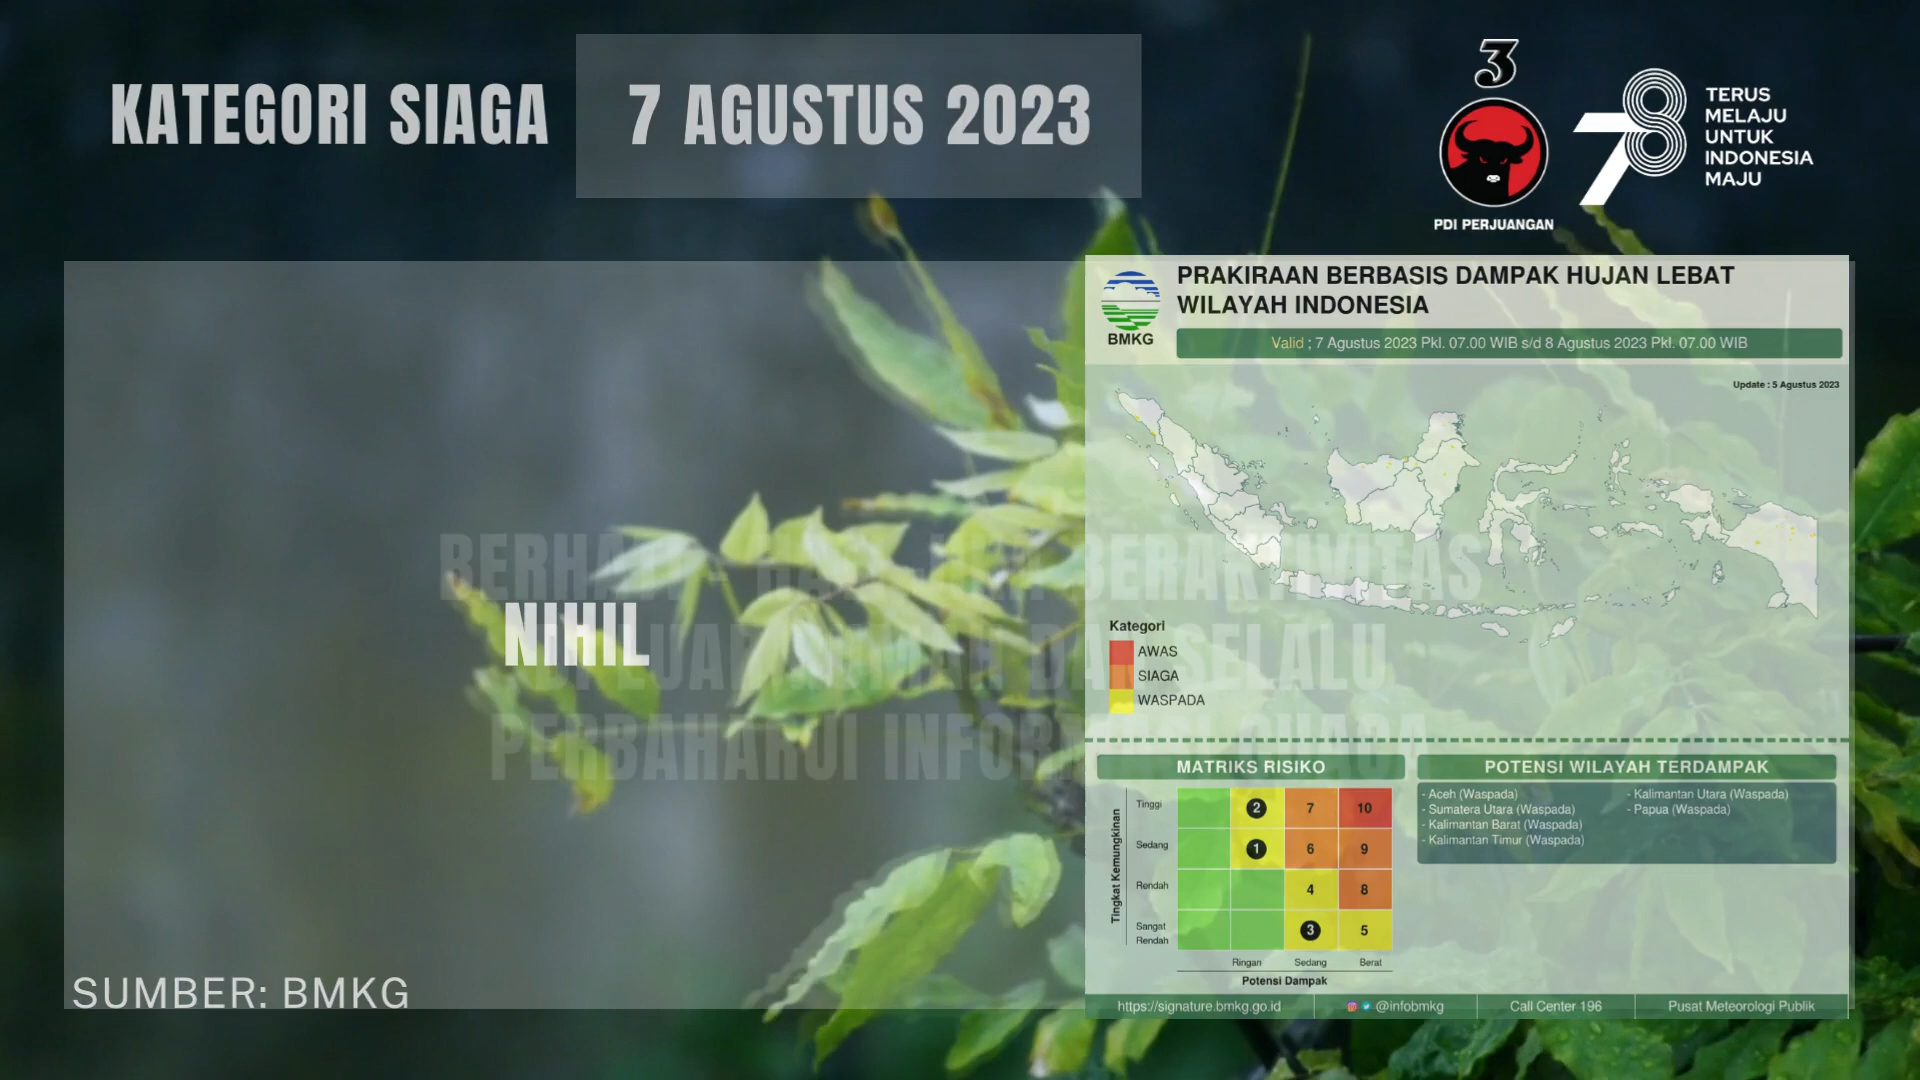 KATEGORI SIAGA
7 AGUSTUS 2023
3
PDI PERJUANGAN
78
TERUS
MELAJU
UNTUK
INDONESIA
MAJU
NIHIL
PERBAHARUI INFORMASI CUACA
SUMBER: BMKG
BMKG
PRAKIRAAN BERBASIS DAMPAK HUJAN LEBAT
WILAYAH INDONESIA
Valid ; 7 Agustus 2023 Pkl. 07.00 WIB s/d 8 Agustus 2023 Pkl. 07.00 WIB
Update : 5 Agustus 2023
Kategori
AWAS
SIAGA
WASPADA
MATRIKS RISIKO
Tingkat Kemungkinan
Tinggi
2 7 10
Sedang
1 6 9
Rendah
4 8
Sangat
Rendah
3 5
Ringan Sedang Berat
Potensi Dampak
POTENSI WILAYAH TERDAMPAK
- Aceh (Waspada)
- Sumatera Utara (Waspada)
- Kalimantan Barat (Waspada)
- Kalimantan Timur (Waspada)
- Kalimantan Utara (Waspada)
- Papua (Waspada)
https://signature.bmkg.go.id
@infobmkg
Call Center 196
Pusat Meteorologi Publik